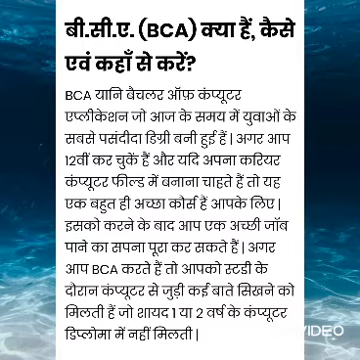 बी.सी.ए. (BCA) क्या हैं, कैसे
एवं कहाँ से करें?
BCA यानि बैचलर ऑफ़ कंप्यूटर
एप्लीकेशन जो आज के समय में युवाओं के
सबसे पसंदीदा डिग्री बनी हुई हैं | अगर आप
12वीं कर चुकें हैं और यदि अपना करियर
कंप्यूटर फील्ड में बनाना चाहते हैं तो यह
एक बहुत ही अच्छा कोर्स हैं आपके लिए |
इसको करने के बाद आप एक अच्छी जॉब
पाने का सपना पूरा कर सकते हैं | अगर
आप BCA करते हैं तो आपको स्टडी के
दौरान कंप्यूटर से जुड़ी कई बाते सिखने को
मिलती हैं जो शायद 1 या 2 वर्ष के कंप्यूटर
डिप्लोमा में नहीं मिलती |
VIDEO